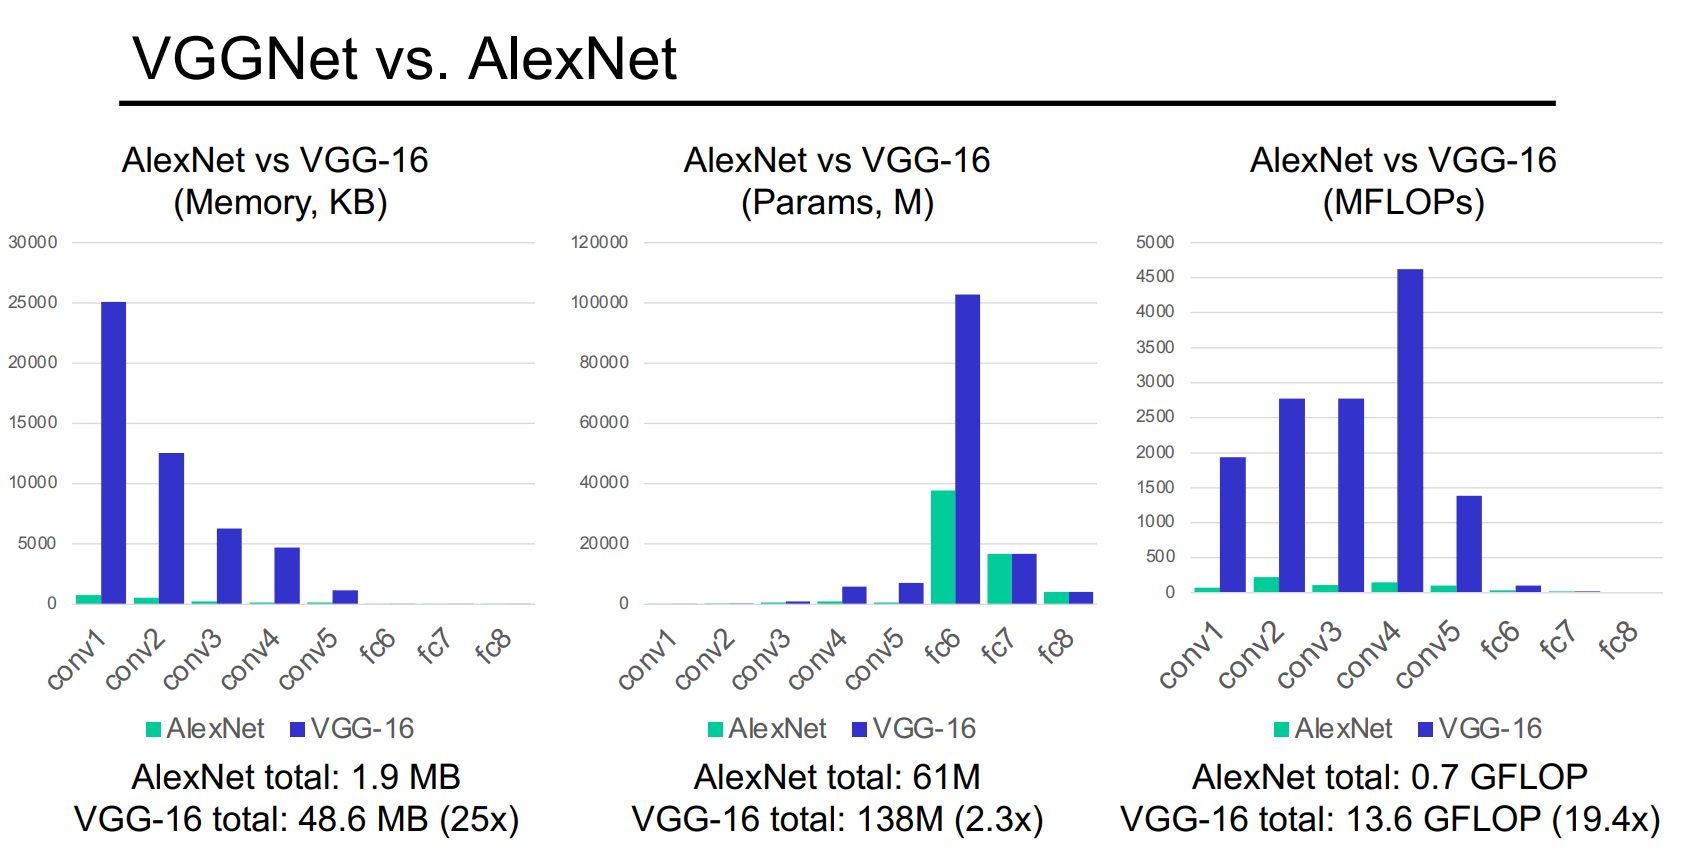 VGGNet vs. AlexNet
AlexNet vs VGG-16
(Memory, KB)
30000
25000
20000
15000
10000
5000
0
conv1
conv2
conv3
conv4
conv5
fc6
fc7
fc8
AlexNet VGG-16
AlexNet total: 1.9 MB
VGG-16 total: 48.6 MB (25x)
AlexNet vs VGG-16
(Params, M)
120000
100000
80000
60000
40000
20000
0
conv1
conv2
conv3
conv4
conv5
fc6
fc7
fc8
AlexNet VGG-16
AlexNet total: 61M
VGG-16 total: 138M (2.3x)
AlexNet vs VGG-16
(MFLOPs)
5000
4500
4000
3500
3000
2500
2000
1500
1000
500
0
conv1
conv2
conv3
conv4
conv5
fc6
fc7
fc8
AlexNet VGG-16
AlexNet total: 0.7 GFLOP
VGG-16 total: 13.6 GFLOP (19.4x)